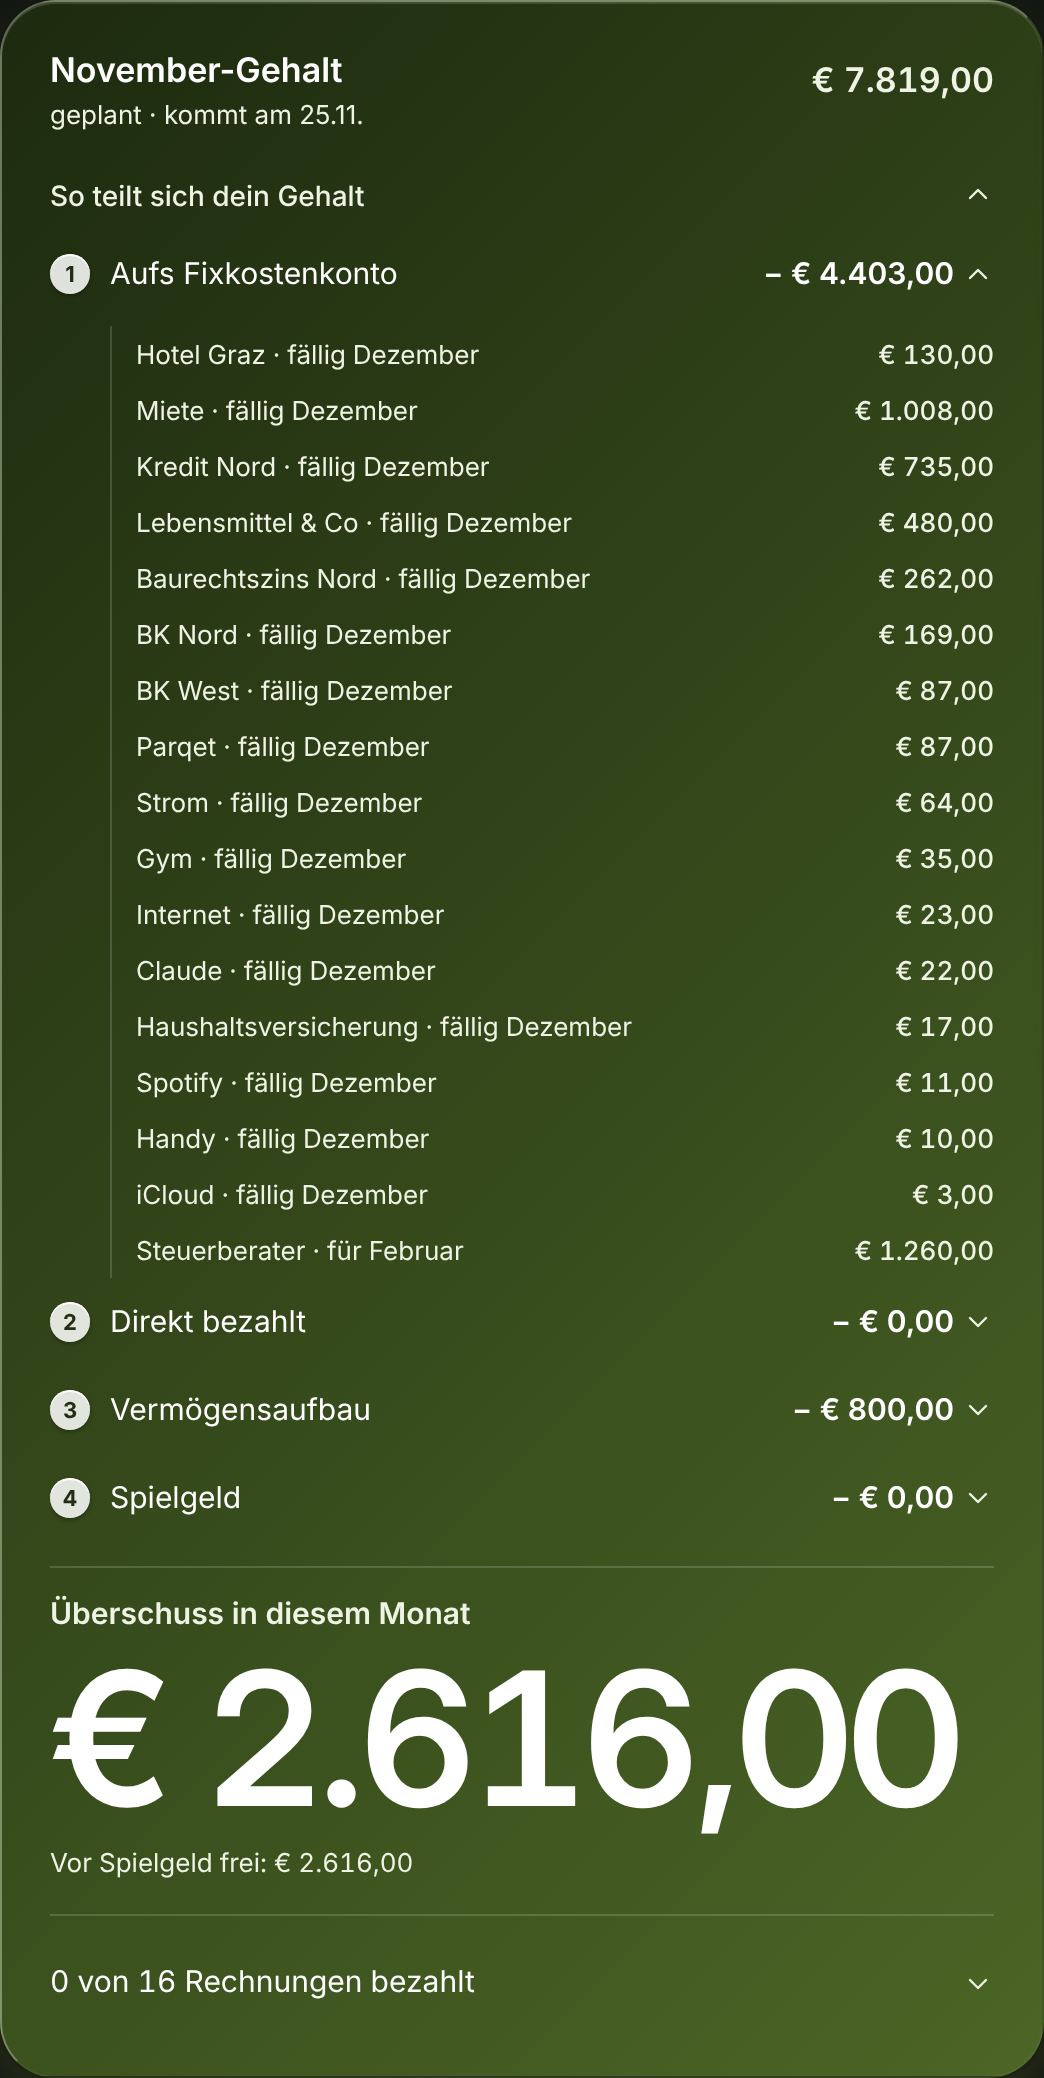 November-Gehalt
€ 7.819,00
geplant · kommt am 25.11.
So teilt sich dein Gehalt
1 Aufs Fixkostenkonto – € 4.403,00
Hotel Graz · fällig Dezember € 130,00
Miete · fällig Dezember € 1.008,00
Kredit Nord · fällig Dezember € 735,00
Lebensmittel & Co · fällig Dezember € 480,00
Baurechtszins Nord · fällig Dezember € 262,00
BK Nord · fällig Dezember € 169,00
BK West · fällig Dezember € 87,00
Parqet · fällig Dezember € 87,00
Strom · fällig Dezember € 64,00
Gym · fällig Dezember € 35,00
Internet · fällig Dezember € 23,00
Claude · fällig Dezember € 22,00
Haushaltsversicherung · fällig Dezember € 17,00
Spotify · fällig Dezember € 11,00
Handy · fällig Dezember € 10,00
iCloud · fällig Dezember € 3,00
Steuerberater · für Februar € 1.260,00
2 Direkt bezahlt – € 0,00
3 Vermögensaufbau – € 800,00
4 Spielgeld – € 0,00
Überschuss in diesem Monat
€ 2.616,00
Vor Spielgeld frei: € 2.616,00
0 von 16 Rechnungen bezahlt